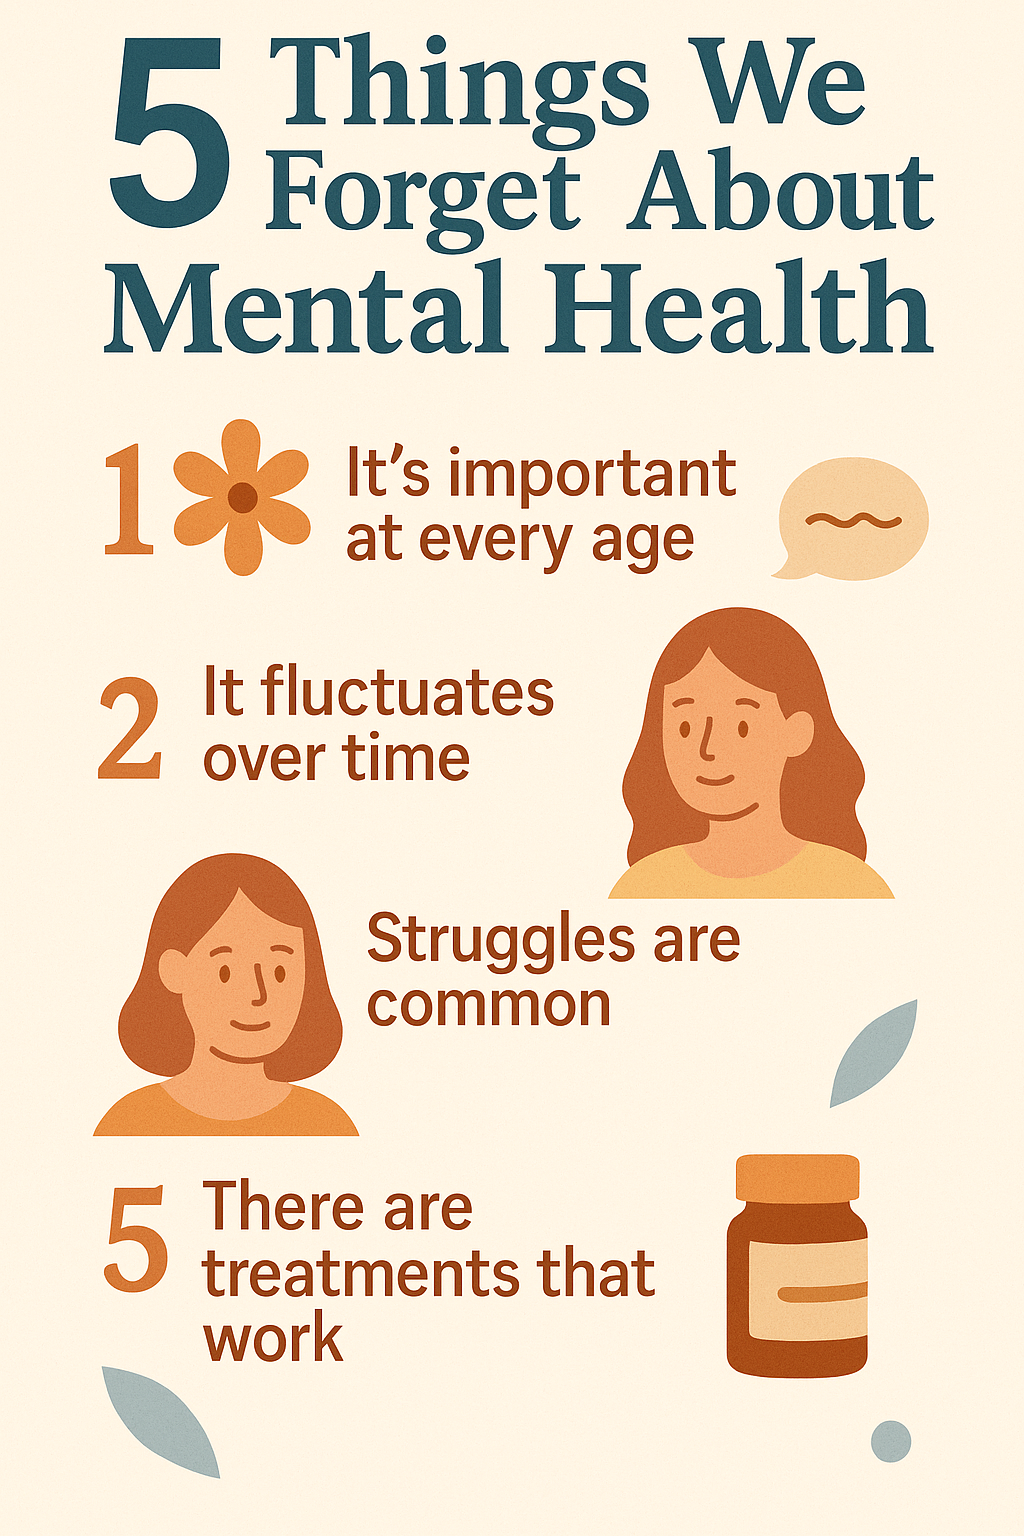 5 Things We
Forget About
Mental Health
1 It's important
at every age
2 It fluctuates
over time
Struggles are
common
5 There are
treatments that
work